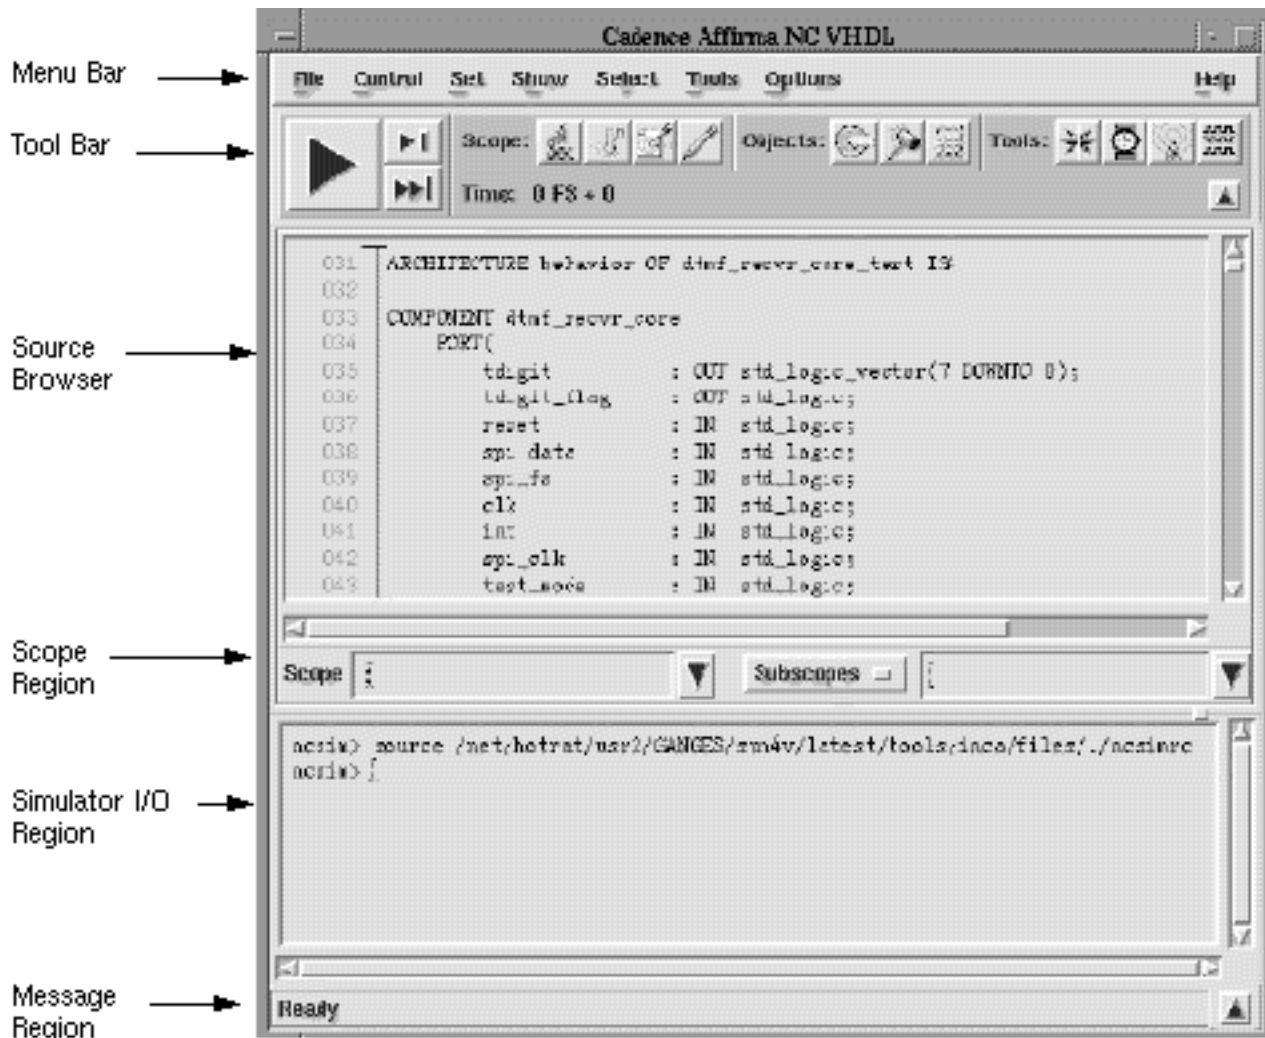 Cadence Affirma NC VHDL
Menu Bar
File Control Set Show Select Tools Options Help
Tool Bar
Scope: Objects: Tools:
Time: 0 FS + 0
031 ARCHITECTURE behavior OF dtmf_recvr_core_test IS
032
033 COMPONENT dtmf_recvr_core
034 PORT(
Source
Browser
035 tdigit : OUT std_logic_vector(7 DOWNTO 0);
036 tdigit_flag : OUT std_logic;
037 reset : IN std_logic;
038 spi_data : IN std_logic;
039 spi_fs : IN std_logic;
040 clk : IN std_logic;
041 int : IN std_logic;
042 spi_clk : IN std_logic;
043 test_mode : IN std_logic;
Scope
Region
Scope : Subscopes
ncsim> source /net/hotrat/usr2/GANGES/sun4v/latest/tools/inca/files/./ncsimrc
ncsim>
Simulator I/O
Region
Message
Region
Ready